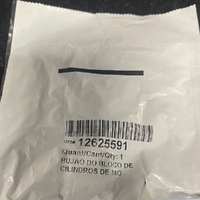 12625591
Quant/Cant/Qty: 1
BUJAO DO BLOCO DE
CILINDROS DE MO